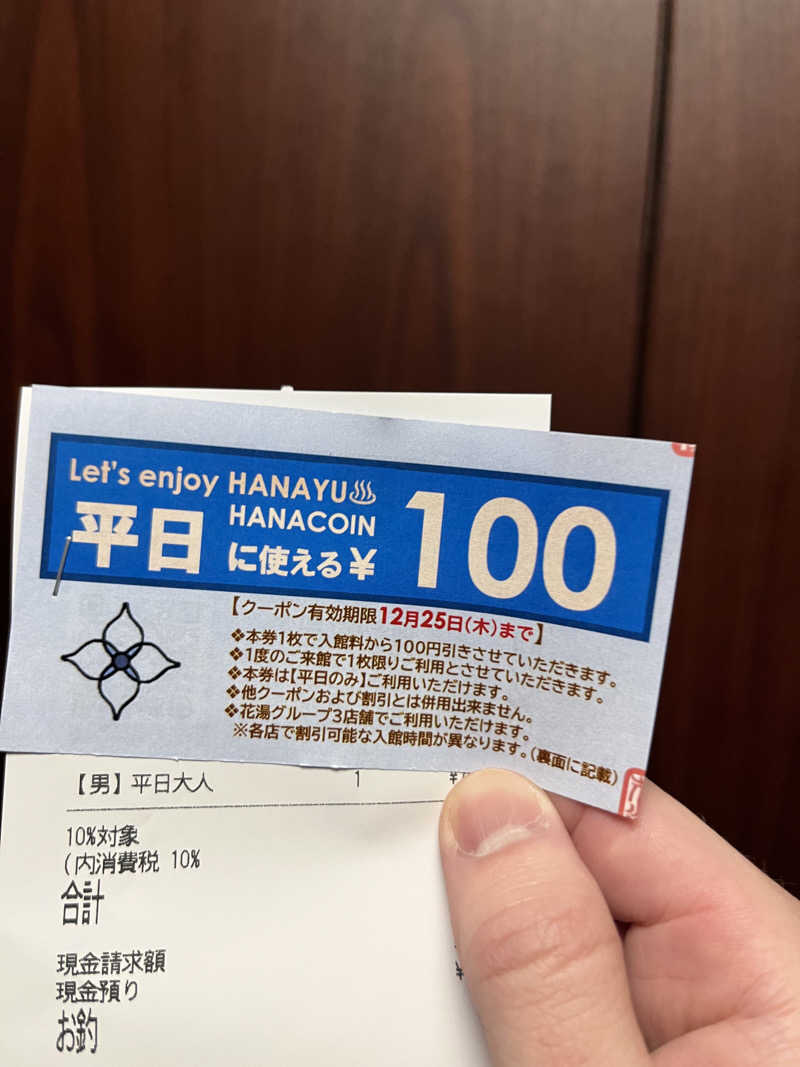 Let's enjoy HANAYU♨
HANACOIN
平日に使える¥100
【クーポン有効期限12月25日(木)まで】
❖本券1枚で入館料から100円引きさせていただきます。
❖1度のご来館で1枚限りご利用とさせていただきます。
❖本券は【平日のみ】ご利用いただけます。
❖他クーポンおよび割引とは併用出来ません。
❖花湯グループ3店舗でご利用いただけます。
※各店で割引可能な入館時間が異なります。(裏面に記載)
【男】平日大人 1 ¥
10%対象
(内消費税 10%
合計
現金請求額
現金預り ¥
お釣